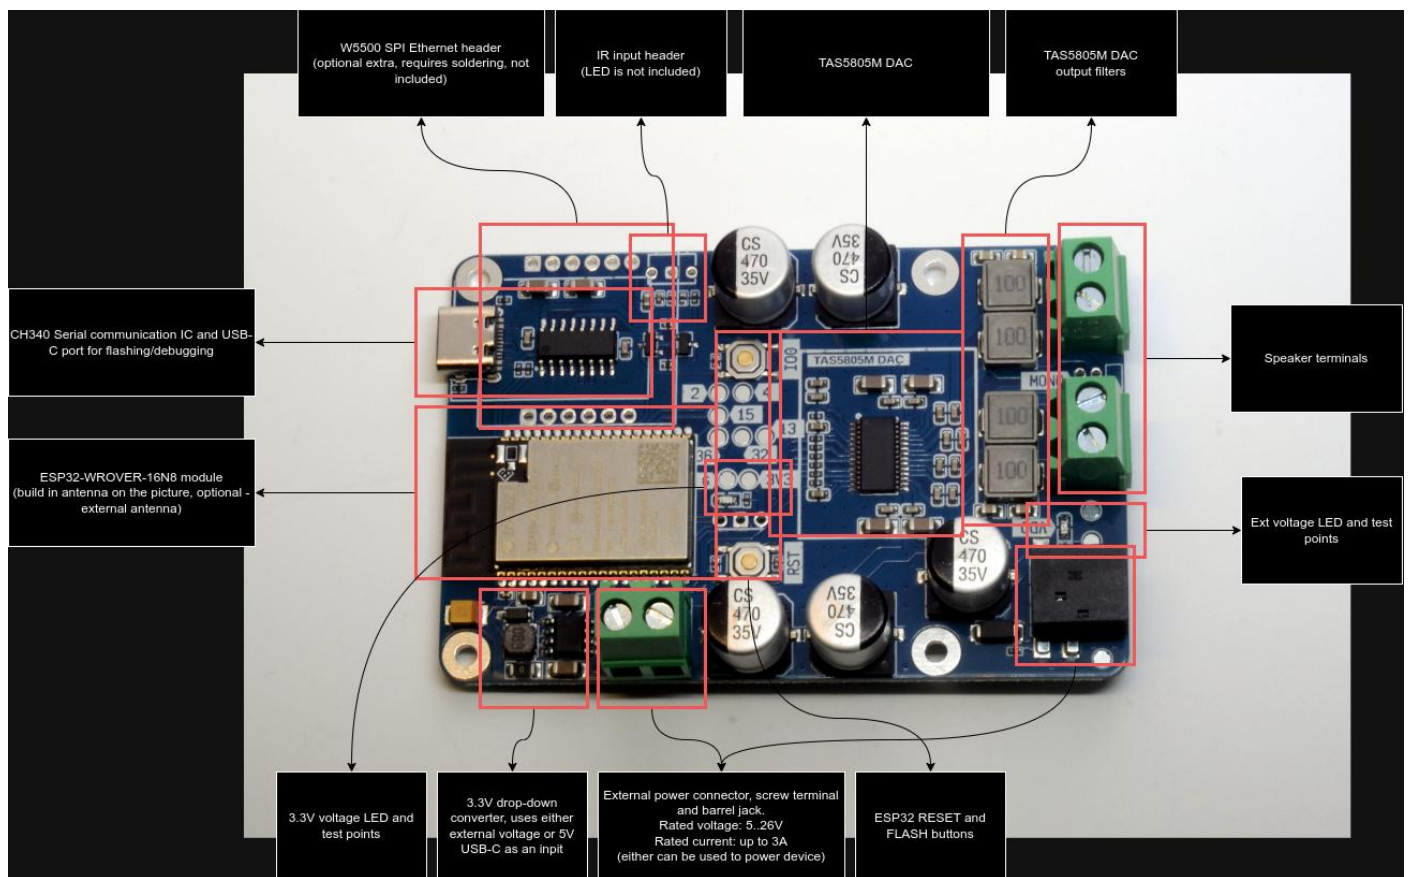 W5500 SPI Ethernet header
(optional extra, requires soldering, not
included)
IR input header
(LED is not included)
TAS5805M DAC
TAS5805M DAC
output filters
CH340 Serial communication IC and USB-
C port for flashing/debugging
ESP32-WROVER-16N8 module
(build in antenna on the picture, optional -
external antenna)
CS
470
35V
35V
470
CS
100
100
IO0
TAS5805M DAC
MONO
2
4
15
13
36
32
3V3
100
100
VDD
RST
CS
470
35V
CS
470
35V
35V
470
CS
Speaker terminals
Ext voltage LED and test
points
3.3V voltage LED and
test points
3.3V drop-down
converter, uses either
external voltage or 5V
USB-C as an inpit
External power connector, screw terminal
and barrel jack.
Rated voltage: 5..26V
Rated current: up to 3A
(either can be used to power device)
ESP32 RESET and
FLASH buttons